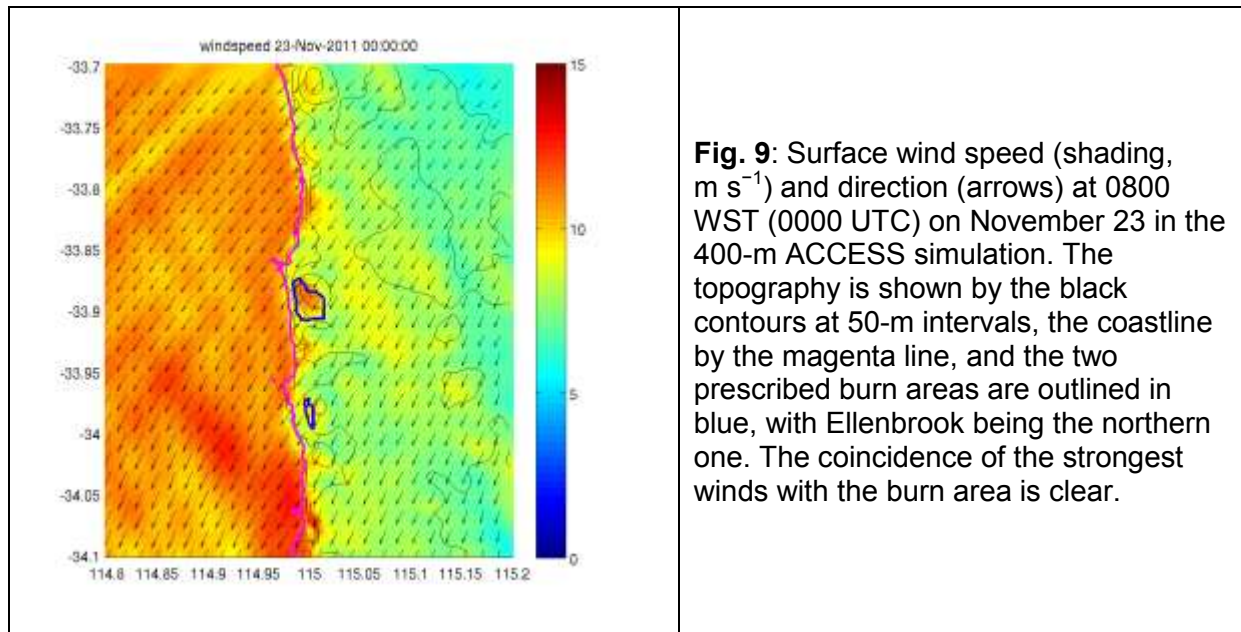 windspeed 23-Nov-2011 00:00:00
-33.7
-33.75
-33.8
-33.85
-33.9
-33.95
-34
-34.05
-34.1
114.8 114.85 114.9 114.95 115 115.05 115.1 115.15 115.2
15
10
5
0
Fig. 9: Surface wind speed (shading,
m s⁻¹) and direction (arrows) at 0800
WST (0000 UTC) on November 23 in the
400-m ACCESS simulation. The
topography is shown by the black
contours at 50-m intervals, the coastline
by the magenta line, and the two
prescribed burn areas are outlined in
blue, with Ellenbrook being the northern
one. The coincidence of the strongest
winds with the burn area is clear.